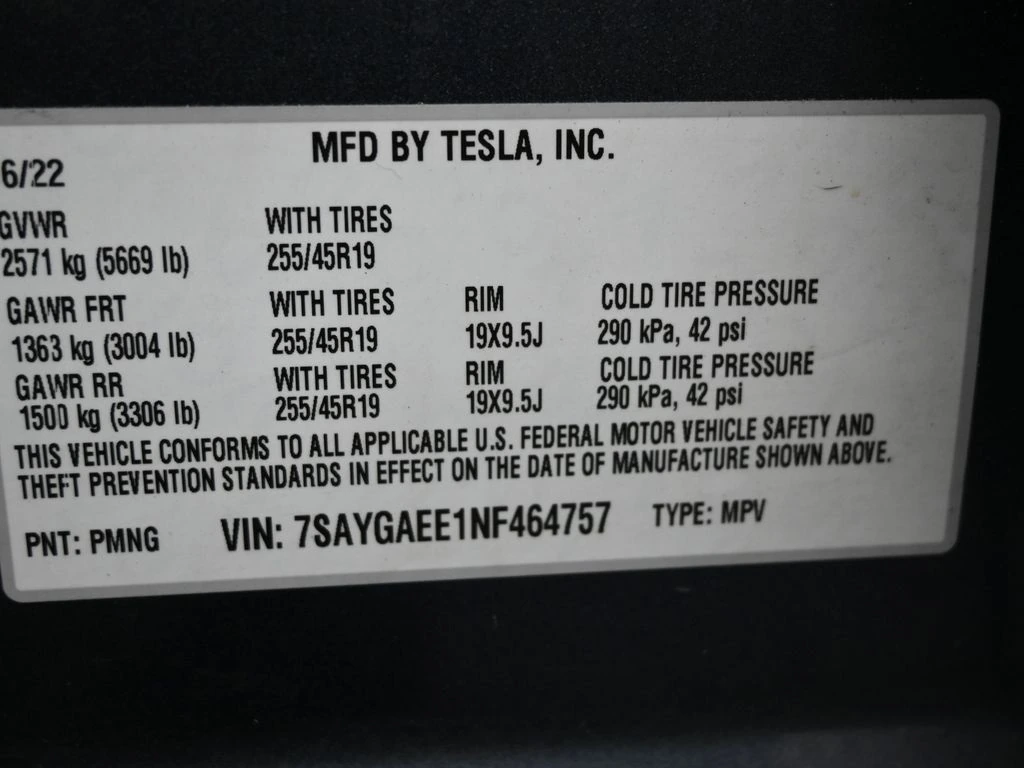 MFD BY TESLA, INC.
6/22
GVWR WITH TIRES
2571 kg (5669 lb) 255/45R19
GAWR FRT WITH TIRES RIM COLD TIRE PRESSURE
1363 kg (3004 lb) 255/45R19 19X9.5J 290 kPa, 42 psi
GAWR RR WITH TIRES RIM COLD TIRE PRESSURE
1500 kg (3306 lb) 255/45R19 19X9.5J 290 kPa, 42 psi
THIS VEHICLE CONFORMS TO ALL APPLICABLE U.S. FEDERAL MOTOR VEHICLE SAFETY AND
THEFT PREVENTION STANDARDS IN EFFECT ON THE DATE OF MANUFACTURE SHOWN ABOVE.
PNT: PMNG VIN: 7SAYGAEE1NF464757 TYPE: MPV